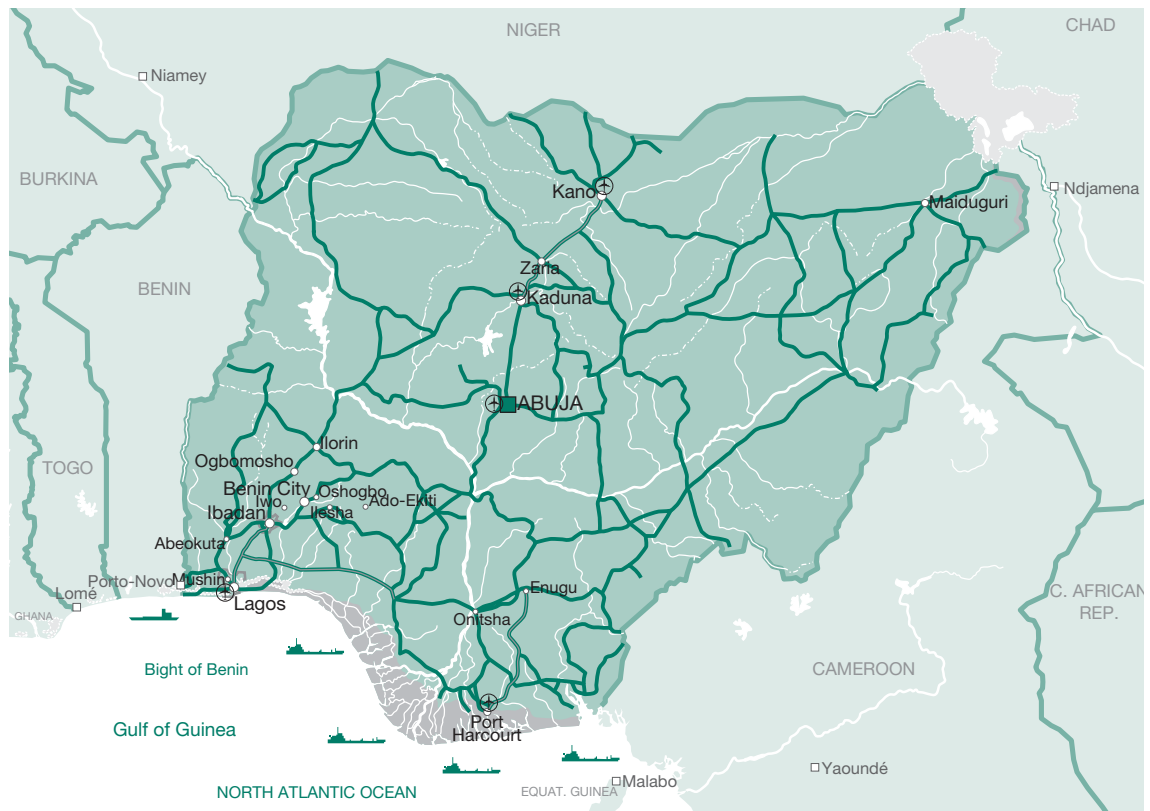 NIGER
CHAD
Niamey
BURKINA
Kano
Ndjamena
Maiduguri
Zaria
BENIN
Kaduna
ABUJA
Ilorin
TOGO
Ogbomosho
Benin City
Oshogbo
Iwo
Ado-Ekiti
Ibadan
Ilesha
Abeokuta
Porto-Novo
Mushin
Enugu
Lomé
Lagos
C. AFRICAN
REP.
GHANA
Onitsha
Bight of Benin
CAMEROON
Port
Harcourt
Gulf of Guinea
Yaoundé
Malabo
NORTH ATLANTIC OCEAN
EQUAT. GUINEA